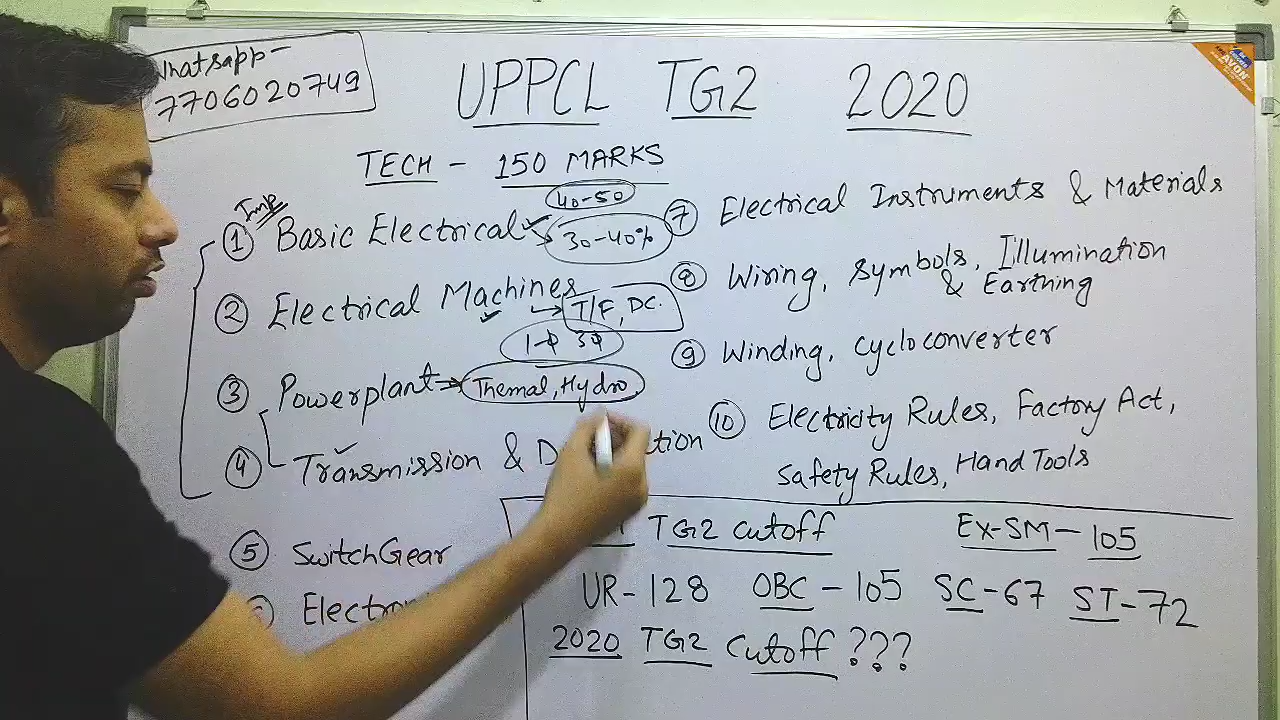 Whatsapp-
7706020749
UPPCL TG2 2020
TECH - 150 MARKS
40-50
Imp
① Basic Electrical → 30-40%
② Electrical Machines
→ T/F, DC.
1-ϕ 3ϕ
③ Powerplant → Themal, Hydro
④ Transmission &
⑤ SwitchGear
⑦ Electrical Instruments & Materials
⑧ Wiring, Symbols, Illumination
& Earthing
⑨ Winding, Cycloconverter
⑩ Electricity Rules, Factory Act,
Safety Rules, Hand Tools
TG2 Cutoff Ex-SM - 105
UR - 128 OBC - 105 SC - 67 ST - 72
2020 TG2 Cutoff ???
AVON